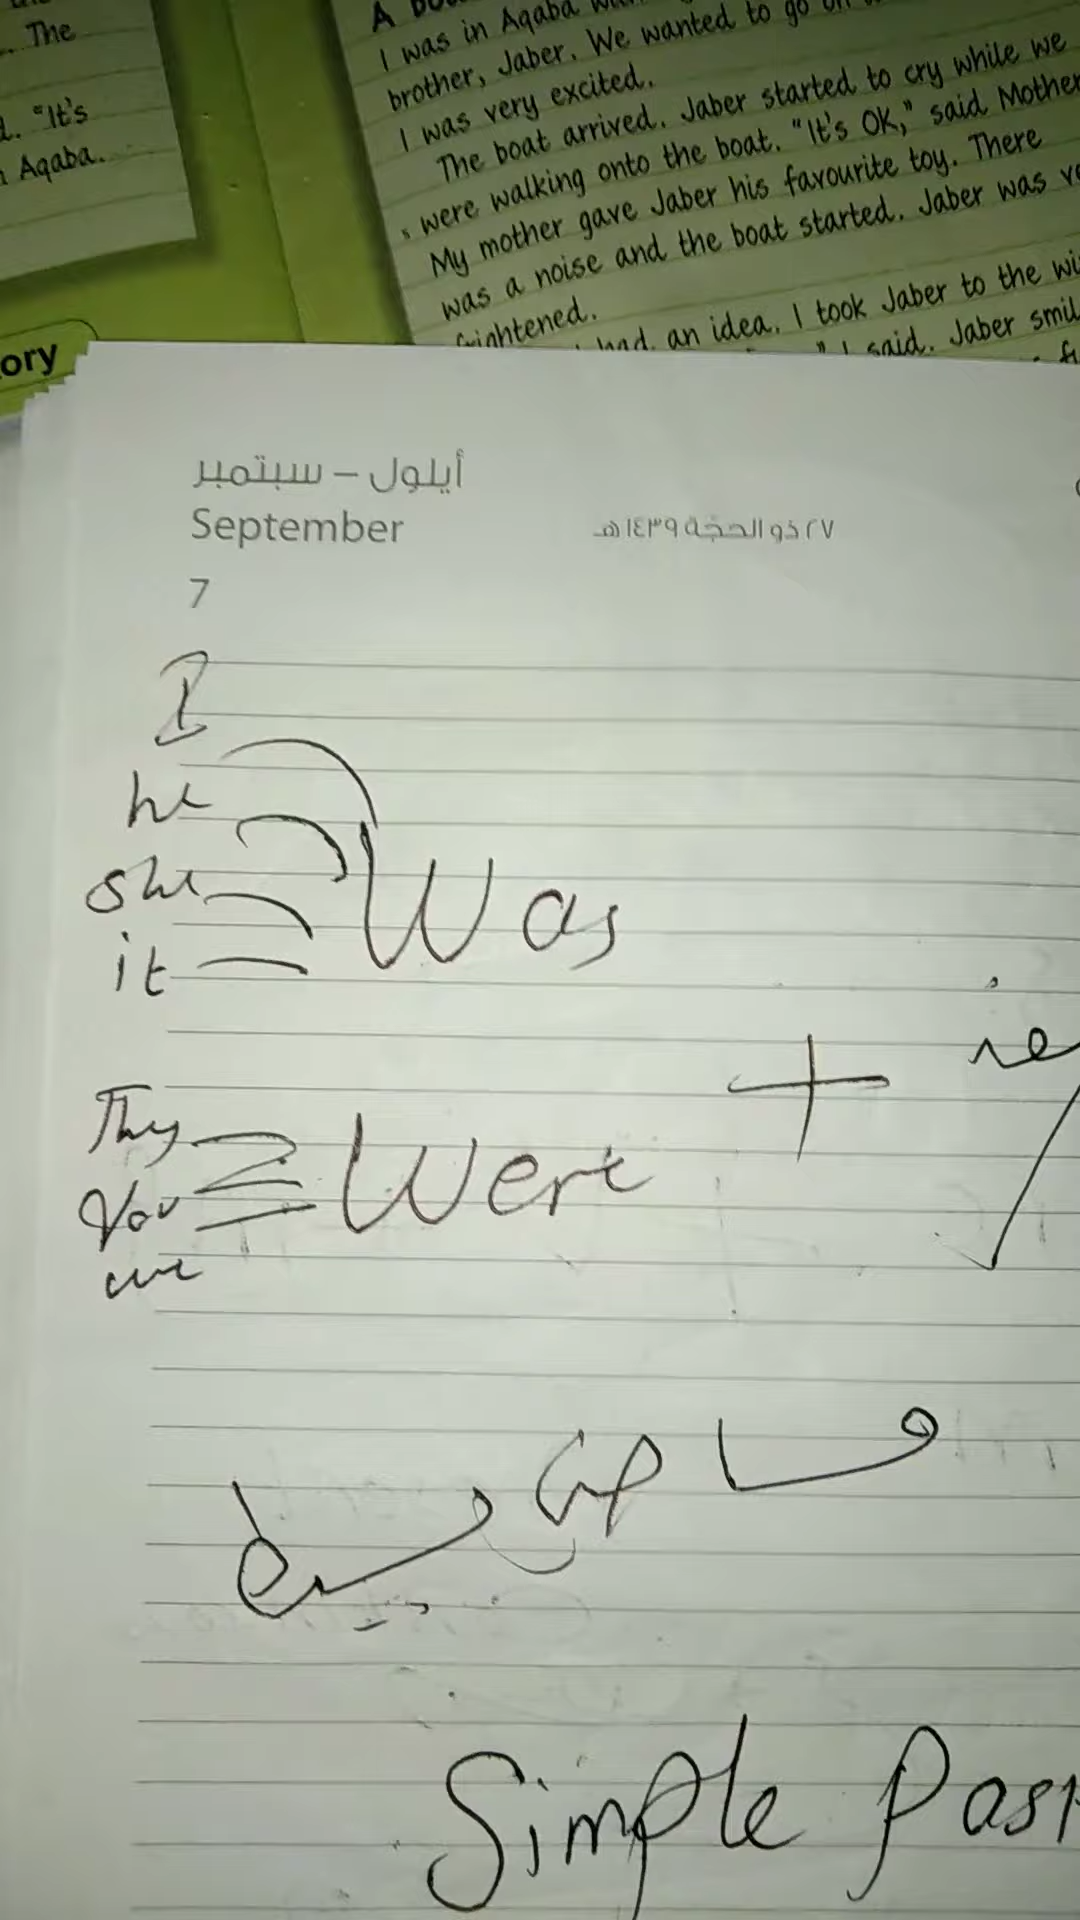 . The
"It's
Aqaba.
ory
I was in Aqaba
brother, Jaber. We wanted to go on
I was very excited.
The boat arrived. Jaber started to cry while we
were walking onto the boat. "It's OK," said Mother
My mother gave Jaber his favourite toy. There
was a noise and the boat started. Jaber was
frightened.
had an idea. I took Jaber to the
" I said. Jaber
أيلول – سبتمبر
September
٢٧ ذو الحجة ١٤٣٩هـ
7
I
he
she
it
Was
They
You
we
Were
+
ماضي بسيط
Simple Past